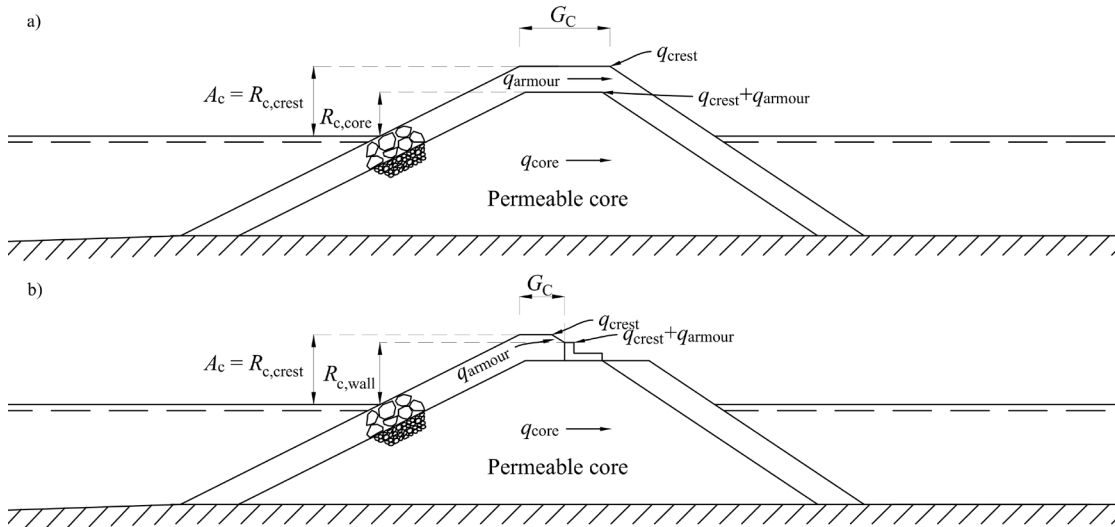 a)
G_C
q_crest
q_armour
A_c = R_c,crest
q_crest+q_armour
R_c,core
q_core
Permeable core
b)
G_C
q_crest
q_crest+q_armour
A_c = R_c,crest
R_c,wall
q_armour
q_core
Permeable core